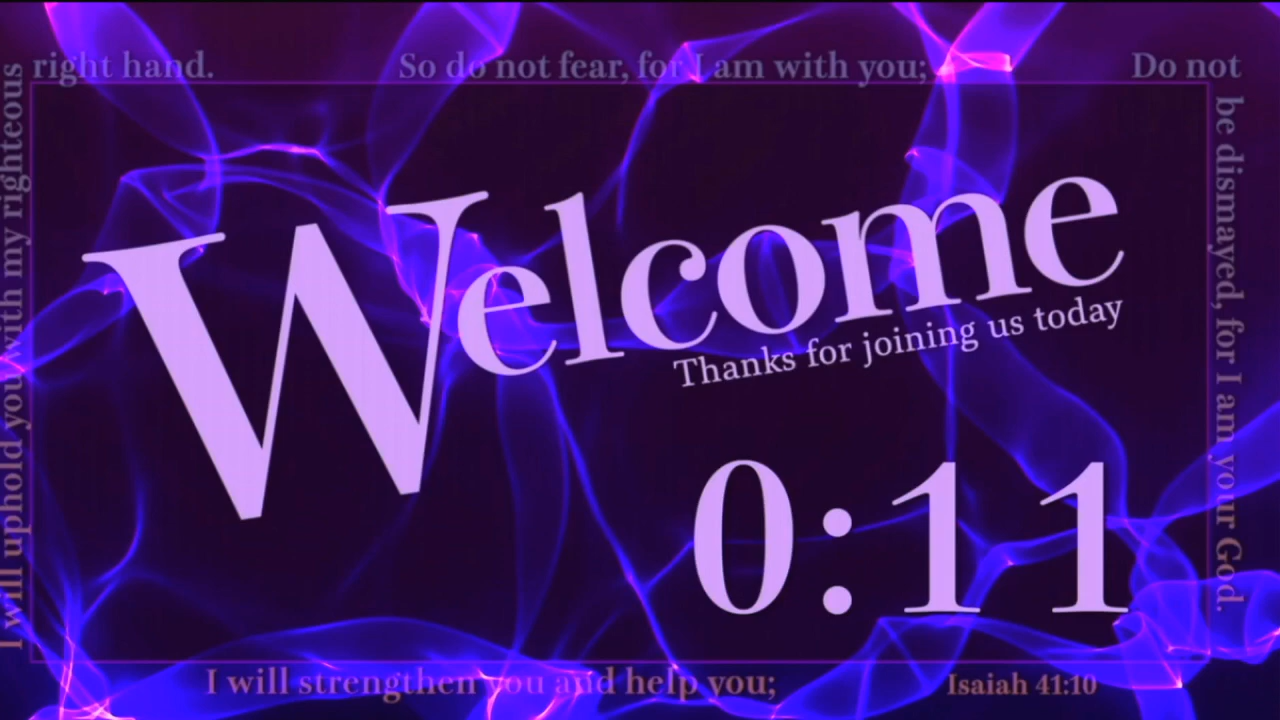 So do not fear, for I am with you;
Do not
be dismayed, for I am your God.
I will strengthen you and help you;
Isaiah 41:10
I will uphold you with my righteous
right hand.
Welcome
Thanks for joining us today
0:11